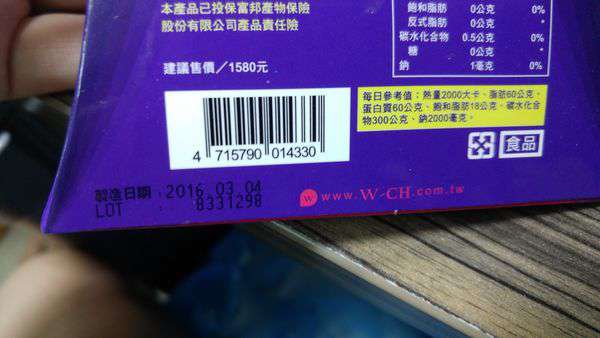 本產品已投保富邦產物保險
股份有限公司產品責任險
建議售價/1580元
飽和脂肪 0公克 0%
反式脂肪 0公克 *
碳水化合物 0.5公克 0%
糖 0公克 *
鈉 1毫克 0%
每日參考值：熱量2000大卡、脂肪60公克、
蛋白質60公克、飽和脂肪18公克、碳水化合
物300公克、鈉2000毫克。
4 715790 014330
食品
製造日期：2016 03 04
LOT : 8331298
W www.W-CH.com.tw